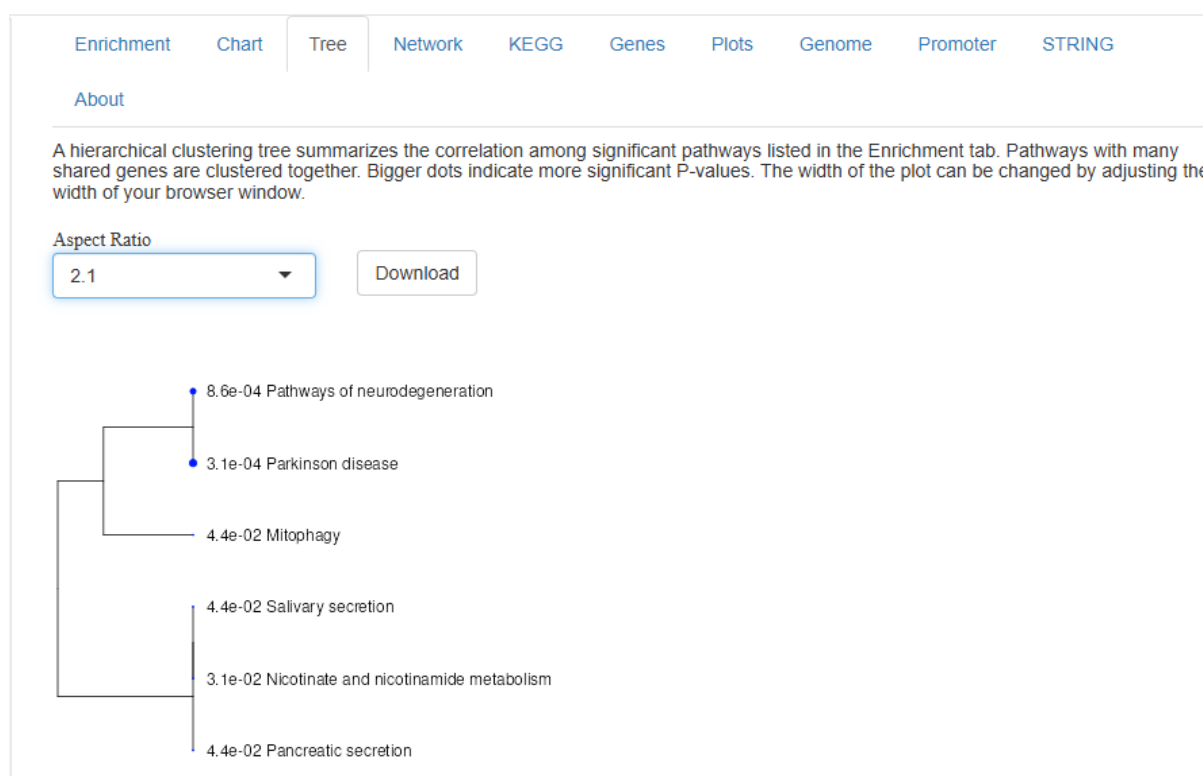 Enrichment Chart Tree Network KEGG Genes Plots Genome Promoter STRING
About
A hierarchical clustering tree summarizes the correlation among significant pathways listed in the Enrichment tab. Pathways with many
shared genes are clustered together. Bigger dots indicate more significant P-values. The width of the plot can be changed by adjusting the
width of your browser window.
Aspect Ratio
2.1
Download
8.6e-04 Pathways of neurodegeneration
3.1e-04 Parkinson disease
4.4e-02 Mitophagy
4.4e-02 Salivary secretion
3.1e-02 Nicotinate and nicotinamide metabolism
4.4e-02 Pancreatic secretion